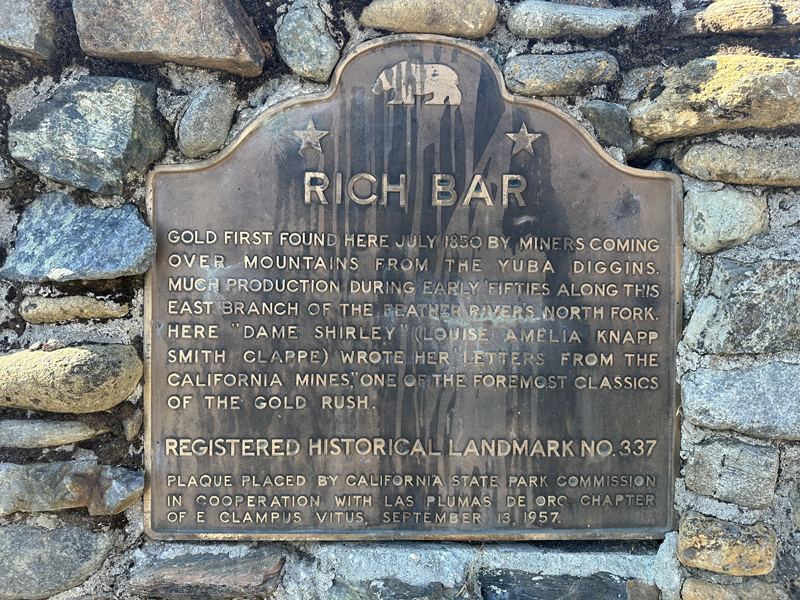 RICH BAR
GOLD FIRST FOUND HERE JULY 1850 BY MINERS COMING
OVER MOUNTAINS FROM THE YUBA DIGGINS.
MUCH PRODUCTION DURING EARLY FIFTIES ALONG THIS
EAST BRANCH OF THE FEATHER RIVERS NORTH FORK.
HERE "DAME SHIRLEY" (LOUISE AMELIA KNAPP
SMITH CLAPPE) WROTE HER LETTERS FROM THE
CALIFORNIA MINES," ONE OF THE FOREMOST CLASSICS
OF THE GOLD RUSH.
REGISTERED HISTORICAL LANDMARK NO. 337
PLAQUE PLACED BY CALIFORNIA STATE PARK COMMISSION
IN COOPERATION WITH LAS PLUMAS DE ORO CHAPTER
OF E CLAMPUS VITUS, SEPTEMBER 13, 1957.